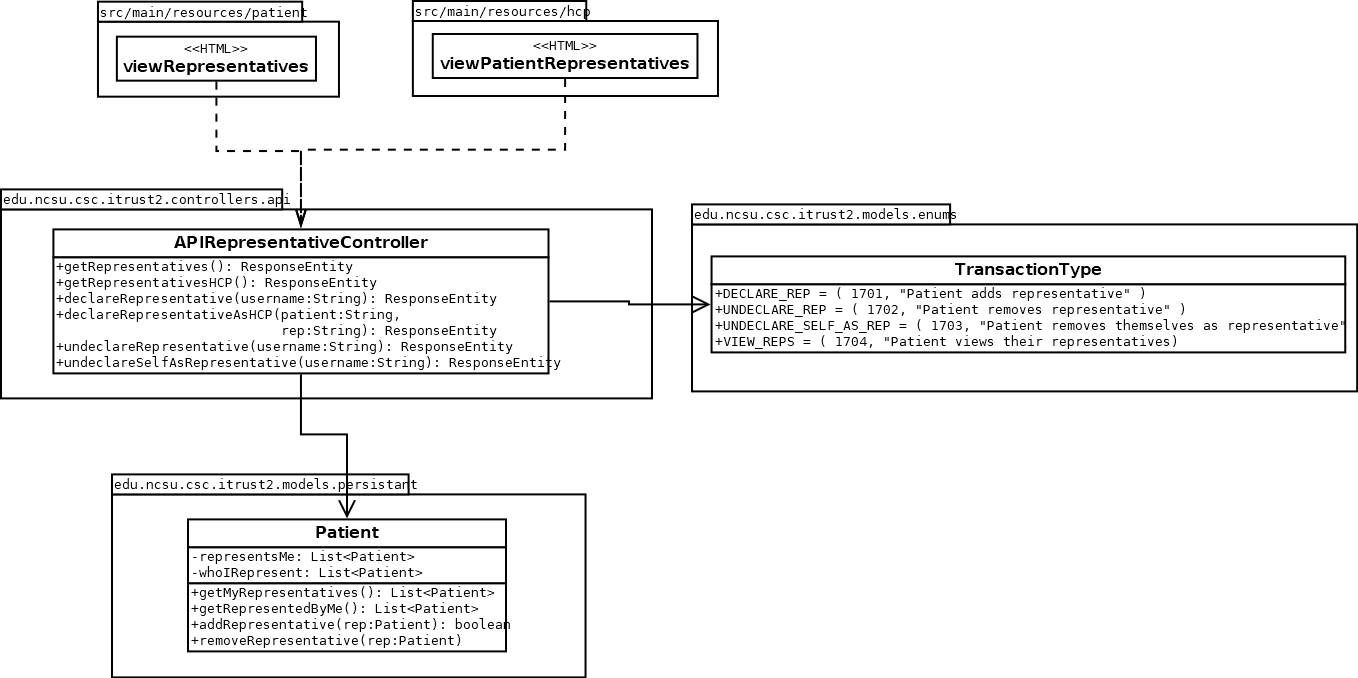 src/main/resources/patient
<<HTML>>
viewRepresentatives
src/main/resources/hcp
<<HTML>>
viewPatientRepresentatives
edu.ncsu.csc.itrust2.controllers.api
APIRepresentativeController
+getRepresentatives(): ResponseEntity
+getRepresentativesHCP(): ResponseEntity
+declareRepresentative(username:String): ResponseEntity
+declareRepresentativeAsHCP(patient:String,
rep:String): ResponseEntity
+undeclareRepresentative(username:String): ResponseEntity
+undeclareSelfAsRepresentative(username:String): ResponseEntity
edu.ncsu.csc.itrust2.models.enums
TransactionType
+DECLARE_REP = ( 1701, "Patient adds representative" )
+UNDECLARE_REP = ( 1702, "Patient removes representative" )
+UNDECLARE_SELF_AS_REP = ( 1703, "Patient removes themselves as representative"
+VIEW_REPS = ( 1704, "Patient views their representatives)
edu.ncsu.csc.itrust2.models.persistant
Patient
-representsMe: List<Patient>
-whoIRepresent: List<Patient>
+getMyRepresentatives(): List<Patient>
+getRepresentedByMe(): List<Patient>
+addRepresentative(rep:Patient): boolean
+removeRepresentative(rep:Patient)